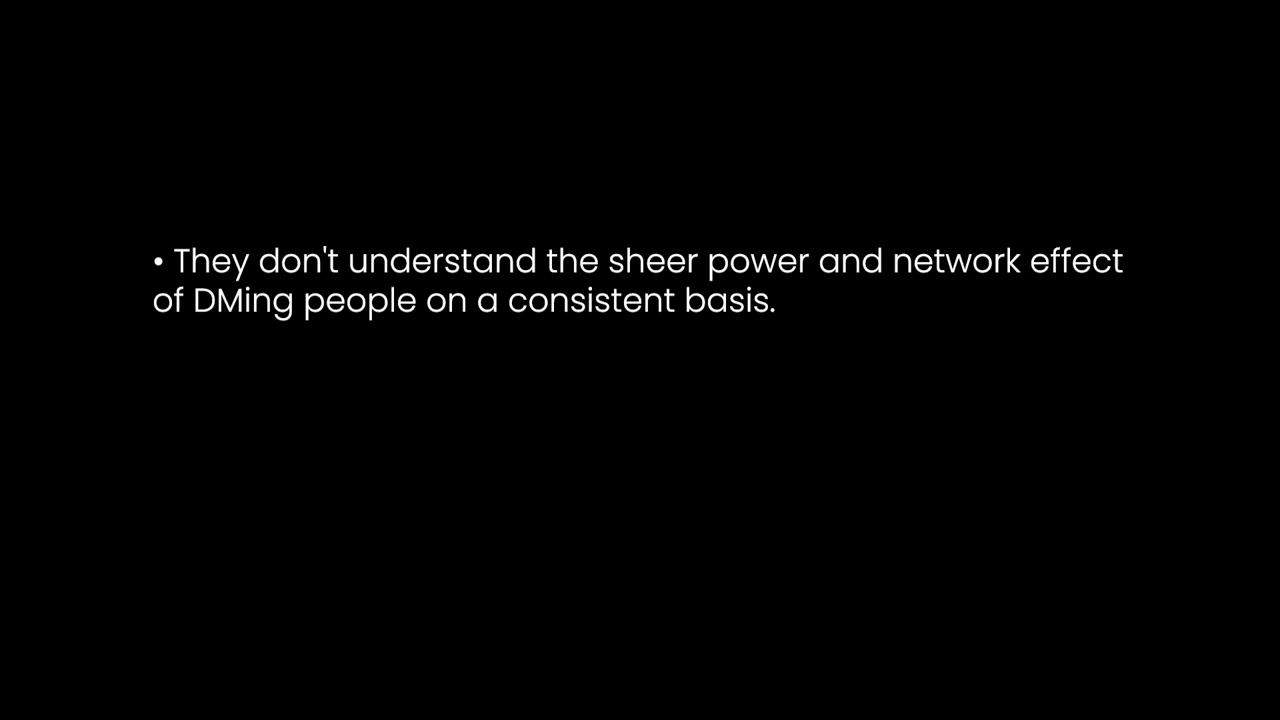 • They don't understand the sheer power and network effect
of DMing people on a consistent basis.